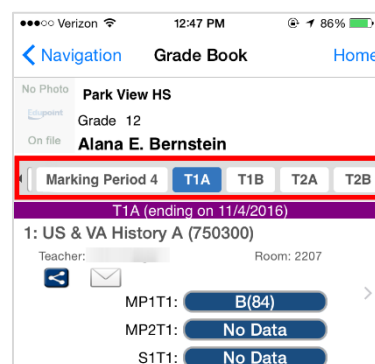 Verizon 12:47 PM 86%
Navigation Grade Book Home
No Photo
Edupoint
On file
Park View HS
Grade 12
Alana E. Bernstein
Marking Period 4 T1A T1B T2A T2B
T1A (ending on 11/4/2016)
1: US & VA History A (750300)
Teacher: Room: 2207
MP1T1: B(84)
MP2T1: No Data
S1T1: No Data